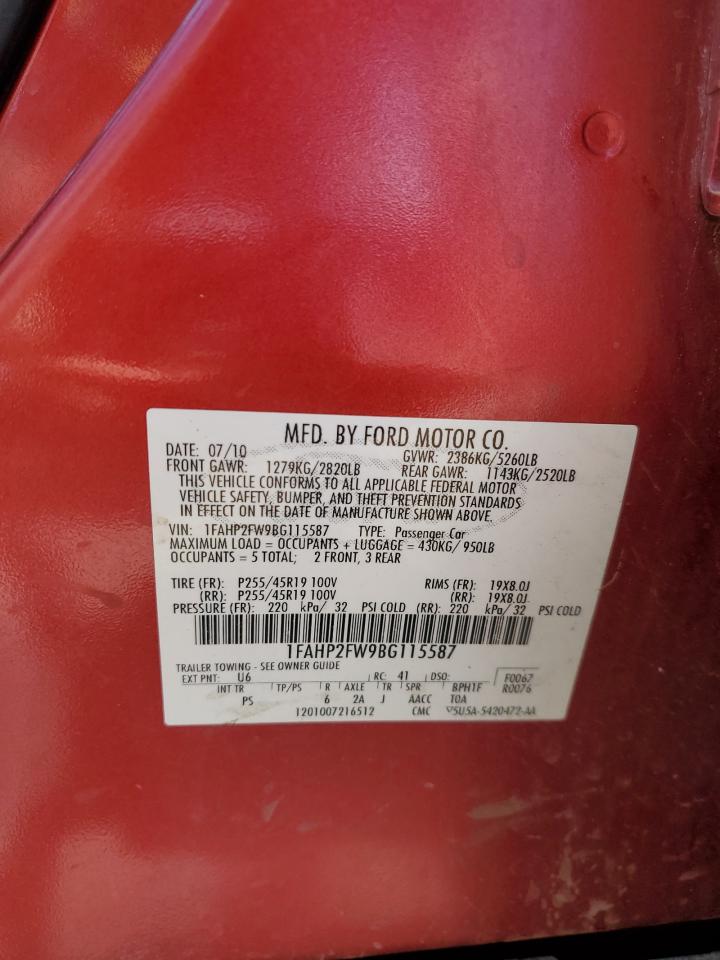 MFD. BY FORD MOTOR CO.
DATE: 07/10 GVWR: 2386KG/5260LB
FRONT GAWR: 1279KG/2820LB REAR GAWR: 1143KG/2520LB
THIS VEHICLE CONFORMS TO ALL APPLICABLE FEDERAL MOTOR
VEHICLE SAFETY, BUMPER, AND THEFT PREVENTION STANDARDS
IN EFFECT ON THE DATE OF MANUFACTURE SHOWN ABOVE.
VIN: 1FAHP2FW9BG115587 TYPE: Passenger Car
MAXIMUM LOAD = OCCUPANTS + LUGGAGE = 430KG/ 950LB
OCCUPANTS = 5 TOTAL; 2 FRONT, 3 REAR
TIRE (FR): P255/45R19 100V RIMS (FR): 19X8.0J
(RR): P255/45R19 100V (RR): 19X8.0J
PRESSURE (FR): 220 kPa/ 32 PSI COLD (RR): 220 kPa/ 32 PSI COLD
1FAHP2FW9BG115587
TRAILER TOWING - SEE OWNER GUIDE
EXT PNT: U6 RC: 41 DSO: F0067
INT TR TP/PS R AXLE TR SPR BPH1F R0076
PS 6 2A J AACC T0A
1201007216512 CMC 5U5A-5420472-AA